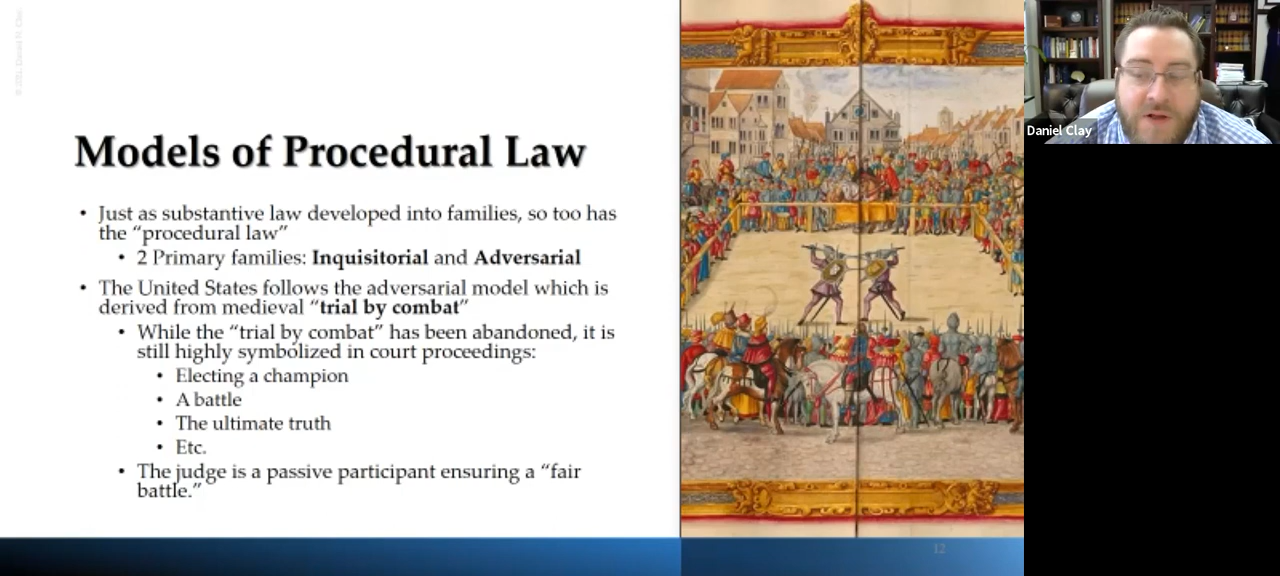 Models of Procedural Law
• Just as substantive law developed into families, so too has
the “procedural law”
• 2 Primary families: Inquisitorial and Adversarial
• The United States follows the adversarial model which is
derived from medieval “trial by combat”
• While the “trial by combat” has been abandoned, it is
still highly symbolized in court proceedings:
• Electing a champion
• A battle
• The ultimate truth
• Etc.
• The judge is a passive participant ensuring a “fair
battle.”
12
Daniel Clay